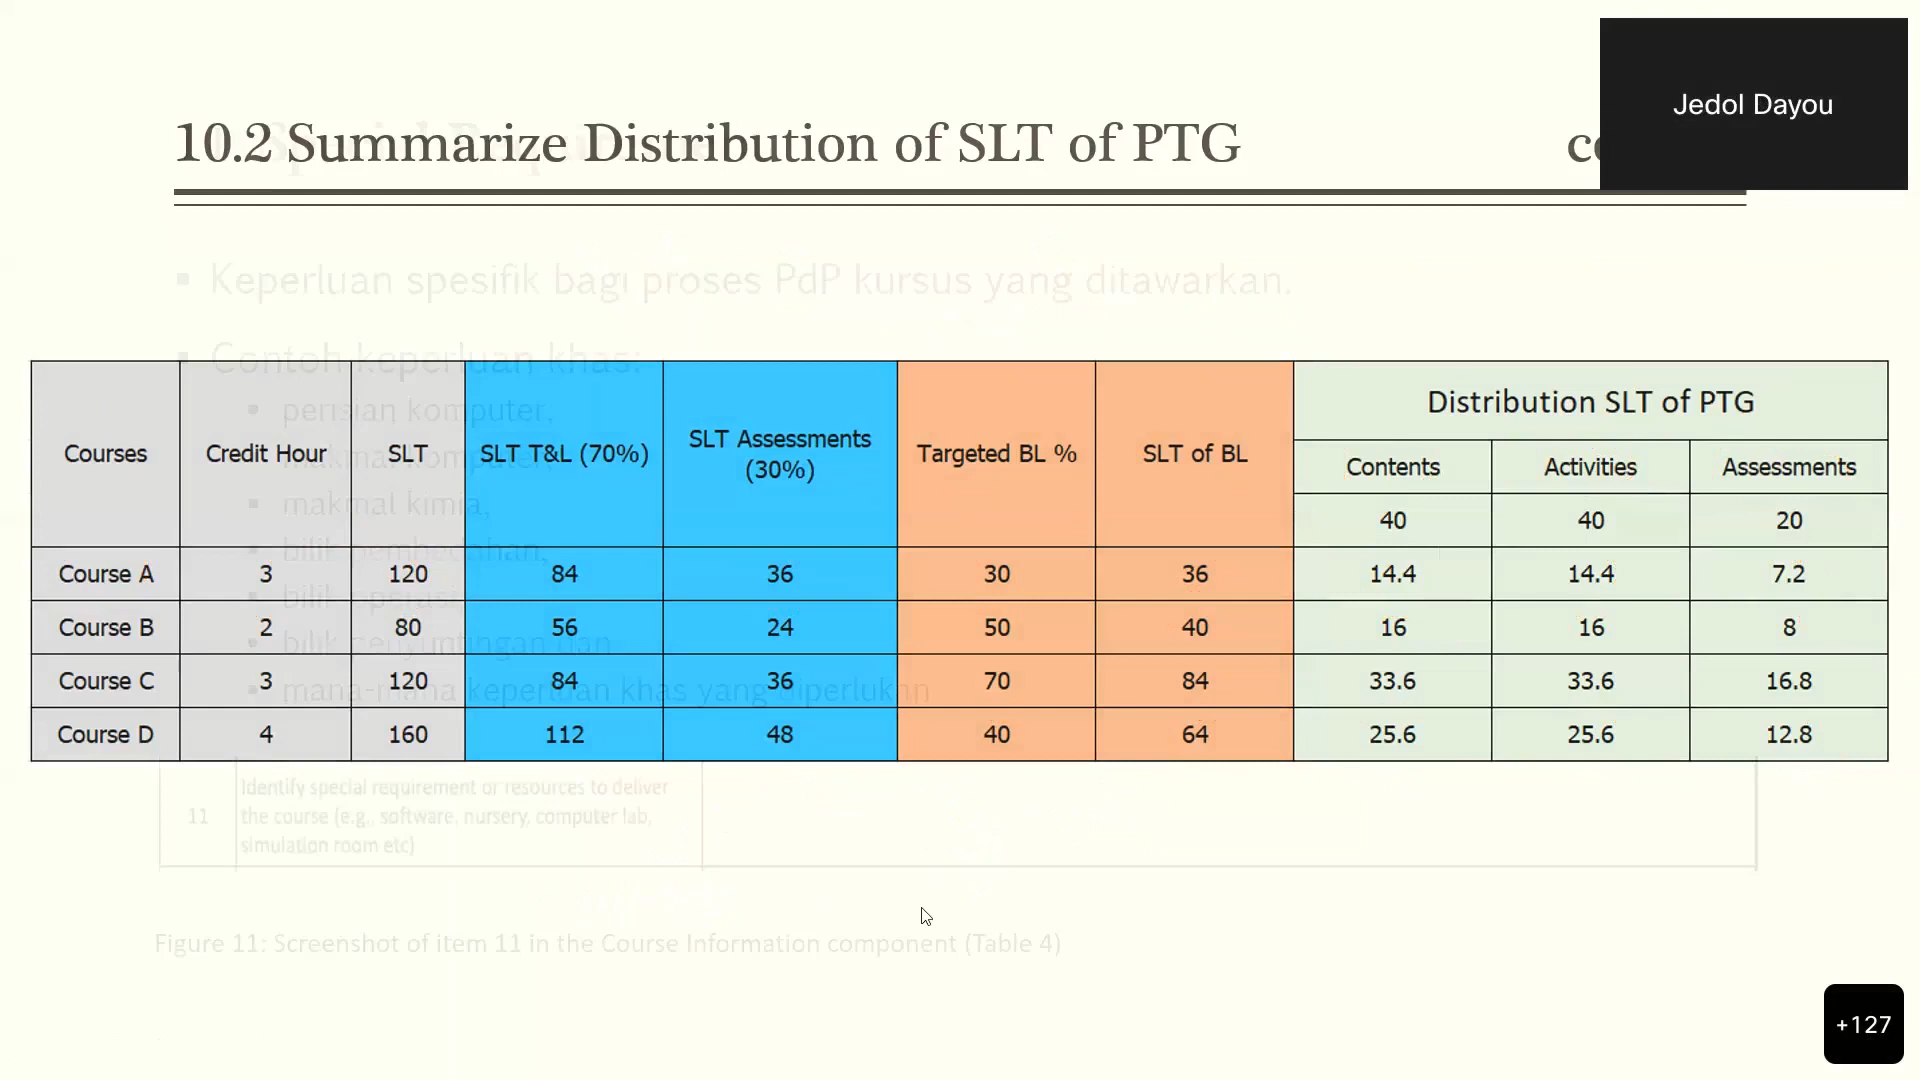 Jedol Dayou
10.2 Summarize Distribution of SLT of PTG
Keperluan spesifik bagi proses PdP kursus yang ditawarkan.
Contoh keperluan khas:
perisian komputer,
makmal komputer,
makmal kimia,
bilik pembedahan,
bilik operasi,
bilik penyuntingan dan
mana-mana keperluan khas yang diperlukan
Courses Credit Hour SLT SLT T&L (70%) SLT Assessments (30%) Targeted BL % SLT of BL Distribution SLT of PTG
Contents Activities Assessments
40 40 20
Course A 3 120 84 36 30 36 14.4 14.4 7.2
Course B 2 80 56 24 50 40 16 16 8
Course C 3 120 84 36 70 84 33.6 33.6 16.8
Course D 4 160 112 48 40 64 25.6 25.6 12.8
11 Identify special requirement or resources to deliver
the course (e.g., software, nursery, computer lab,
simulation room etc)
Figure 11: Screenshot of item 11 in the Course Information component (Table 4)
+127